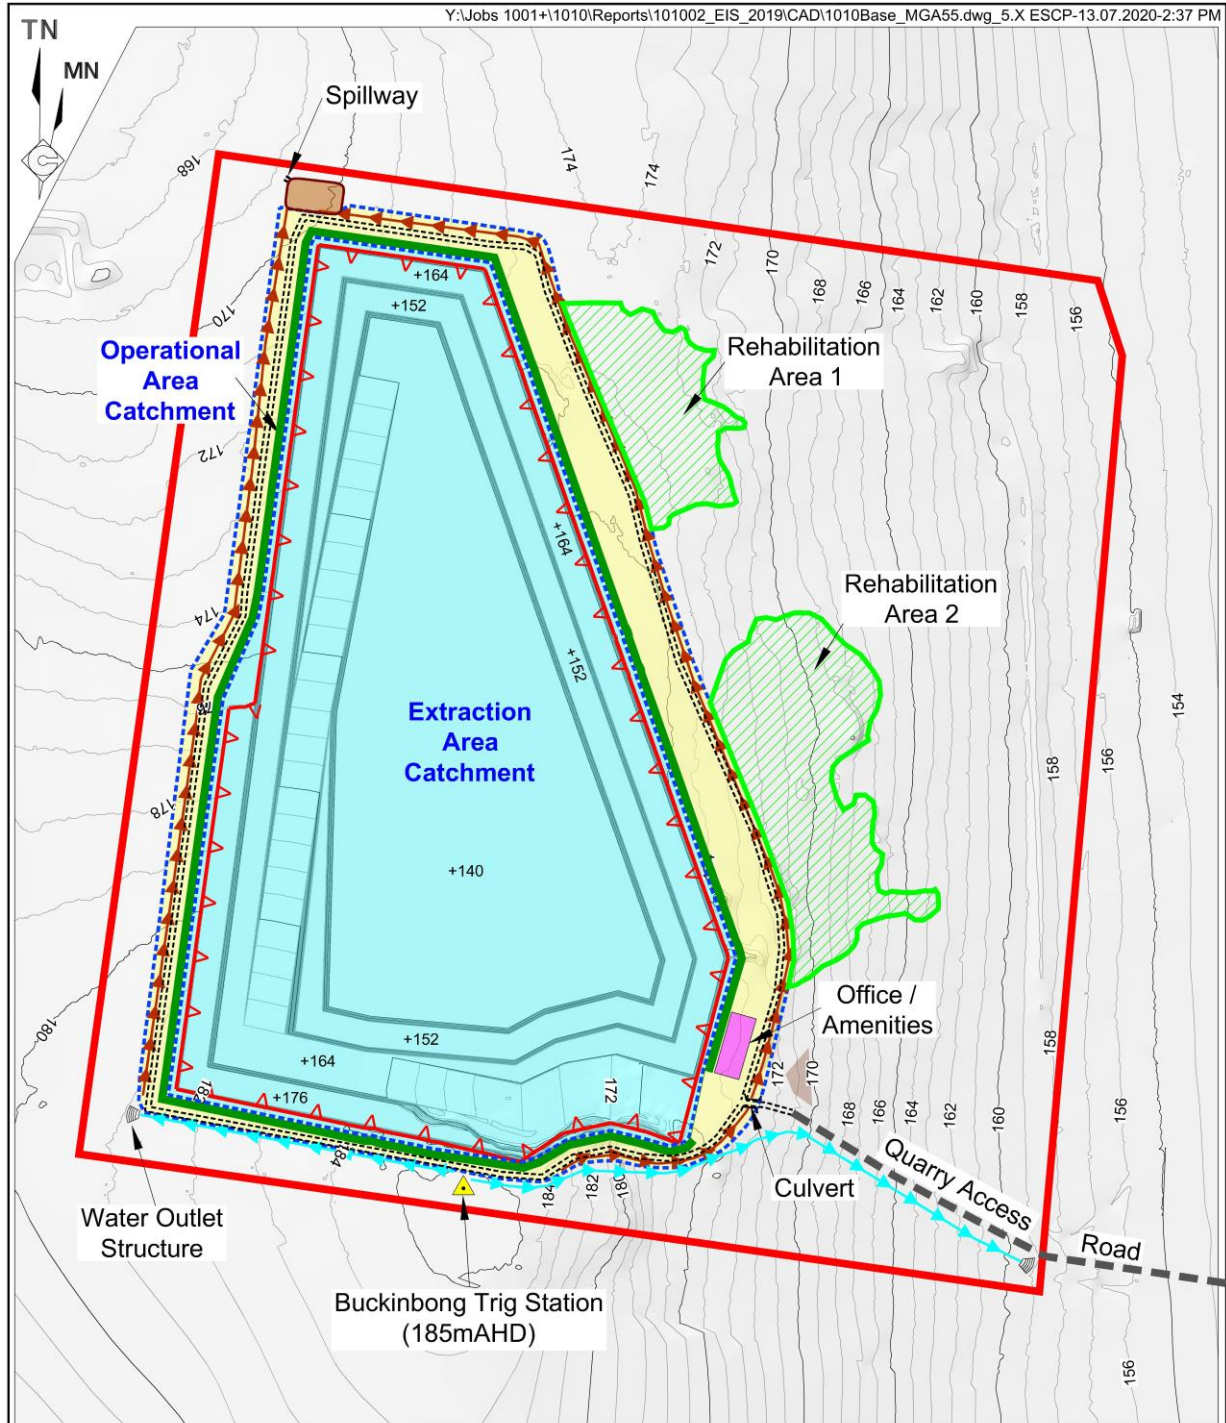 Y:\Jobs 1001+\1010\Reports\101002_EIS_2019\CAD\1010Base_MGA55.dwg_5.X ESCP-13.07.2020-2:37 PM
TN
MN
Spillway
168
174
174
172
170
168
166
164
162
160
158
156
+164
+152
170
Operational
Area
Catchment
Rehabilitation
Area 1
172
+164
Rehabilitation
Area 2
174
+152
154
Extraction
Area
Catchment
158
156
178
+140
Office /
Amenities
180
+152
158
+164
172
170
182
+176
172
168
166
164
162
160
156
184
184
182
180
Quarry Access
Road
Culvert
Water Outlet
Structure
Buckinbong Trig Station
(185mAHD)
156